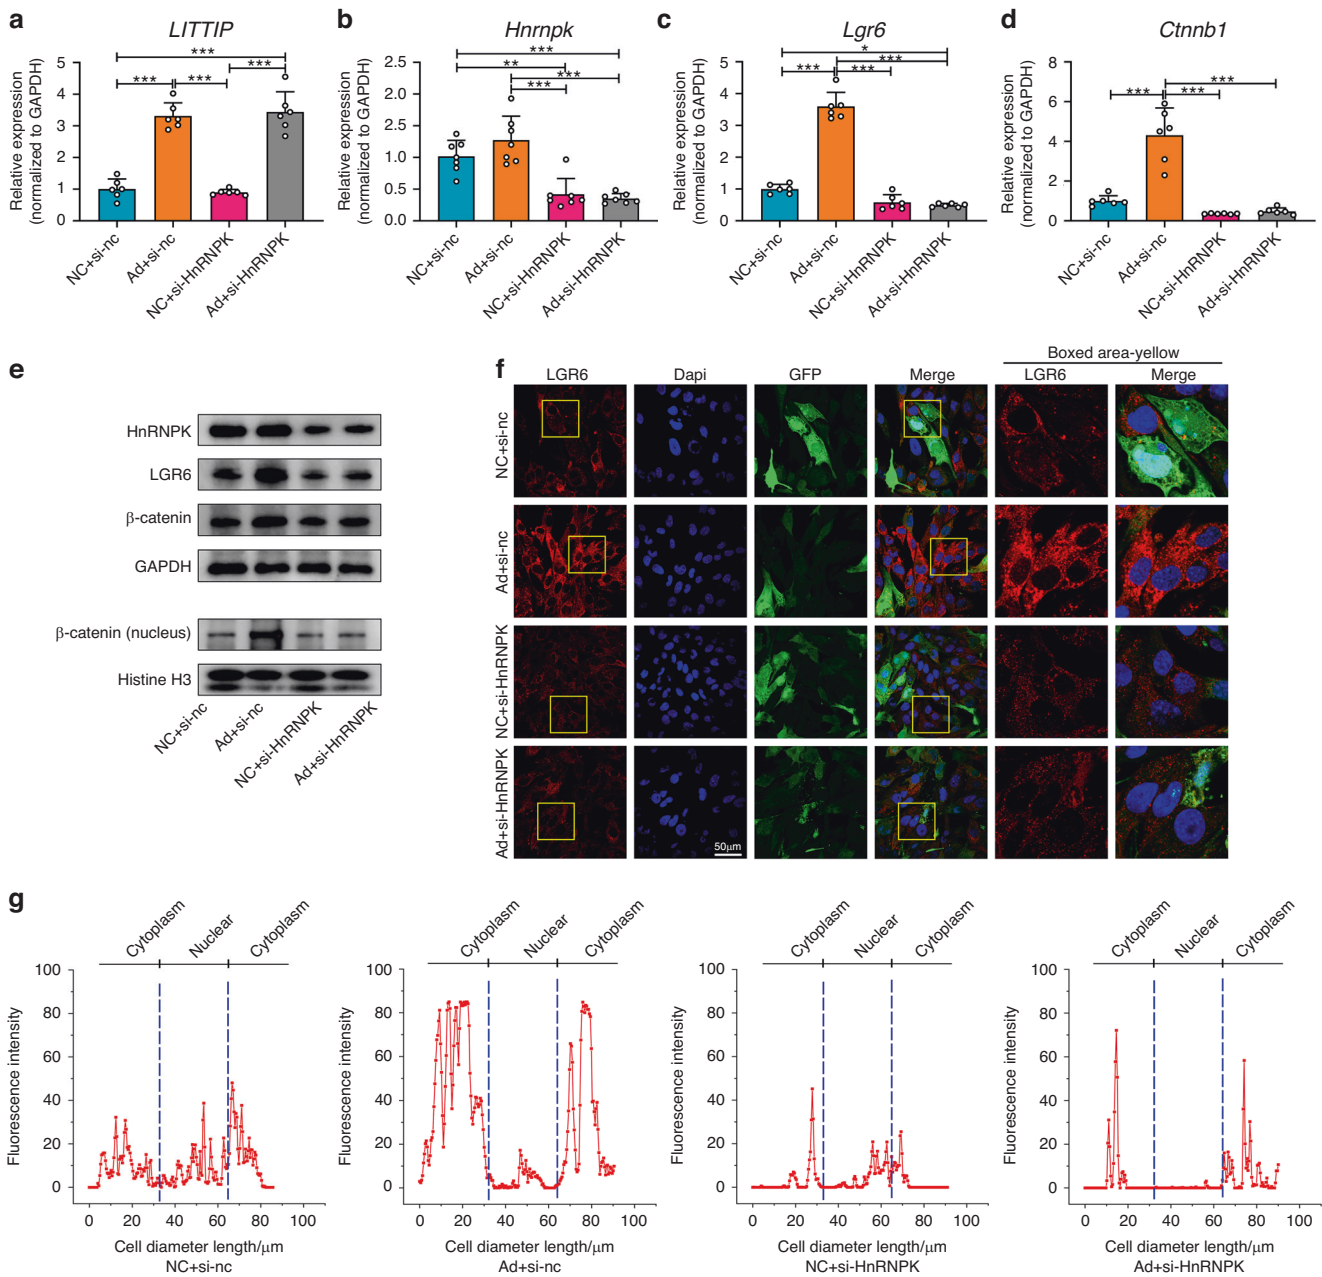 a
LITTIP
Relative expression
(normalized to GAPDH)
5
4
3
2
1
0
***
***
***
***
NC+si-nc
Ad+si-nc
NC+si-HnRNPK
Ad+si-HnRNPK
b
Hnrnpk
Relative expression
(normalized to GAPDH)
2.5
2.0
1.5
1.0
0.5
0.0
***
**
***
***
NC+si-nc
Ad+si-nc
NC+si-HnRNPK
Ad+si-HnRNPK
c
Lgr6
Relative expression
(normalized to GAPDH)
5
4
3
2
1
0
*
***
***
***
NC+si-nc
Ad+si-nc
NC+si-HnRNPK
Ad+si-HnRNPK
d
Ctnnb1
Relative expression
(normalized to GAPDH)
8
6
4
2
0
***
***
***
NC+si-nc
Ad+si-nc
NC+si-HnRNPK
Ad+si-HnRNPK
e
HnRNPK
LGR6
β-catenin
GAPDH
β-catenin (nucleus)
Histine H3
NC+si-nc
Ad+si-nc
NC+si-HnRNPK
Ad+si-HnRNPK
f
Boxed area-yellow
LGR6 Dapi GFP Merge LGR6 Merge
NC+si-nc
Ad+si-nc
NC+si-HnRNPK
Ad+si-HnRNPK
50μm
g
Cytoplasm Nuclear Cytoplasm
Fluorescence intensity
100
80
60
40
20
0
0 20 40 60 80 100
Cell diameter length/μm
NC+si-nc
Cytoplasm Nuclear Cytoplasm
Fluorescence intensity
100
80
60
40
20
0
0 20 40 60 80 100
Cell diameter length/μm
Ad+si-nc
Cytoplasm Nuclear Cytoplasm
Fluorescence intensity
100
80
60
40
20
0
0 20 40 60 80 100
Cell diameter length/μm
NC+si-HnRNPK
Cytoplasm Nuclear Cytoplasm
Fluorescence intensity
100
80
60
40
20
0
0 20 40 60 80 100
Cell diameter length/μm
Ad+si-HnRNPK